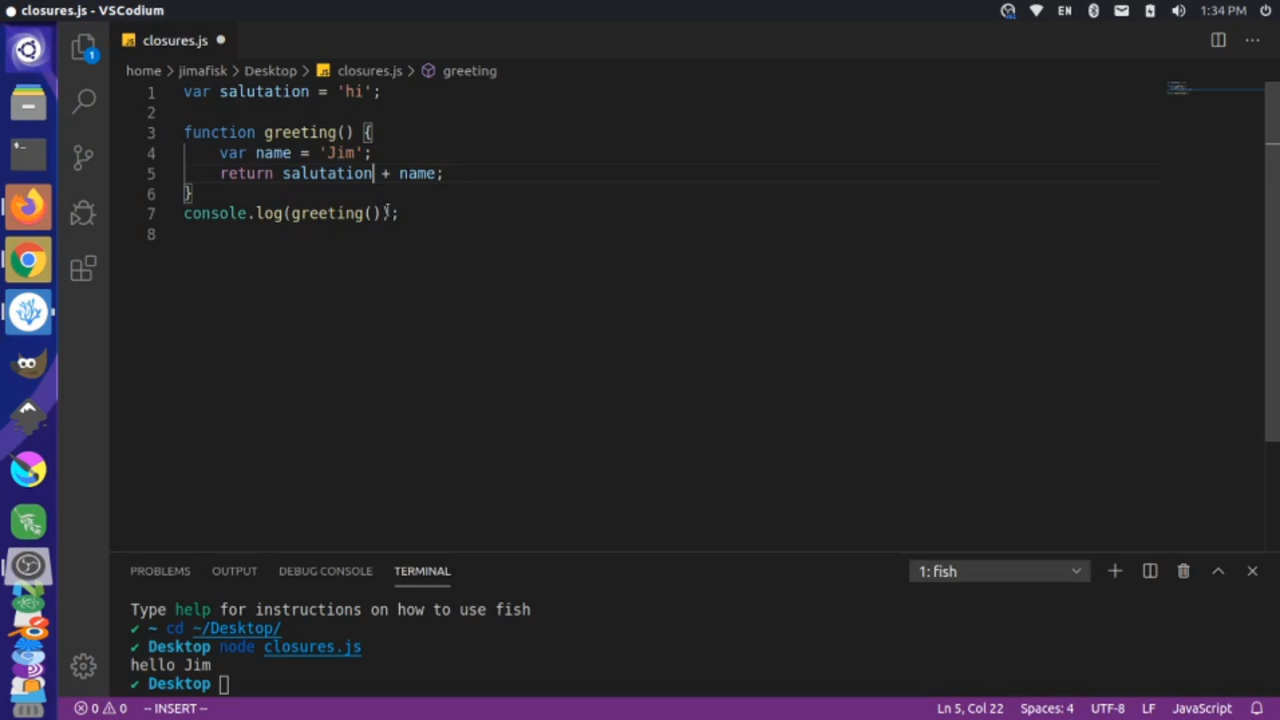 closures.js - VSCodium
EN
1:34 PM
1
JS closures.js
home > jimafisk > Desktop > JS closures.js > greeting
1 var salutation = 'hi';
2
3 function greeting() {
4 var name = 'Jim';
5 return salutation + name;
6 }
7 console.log(greeting());
8
PROBLEMS OUTPUT DEBUG CONSOLE TERMINAL 1: fish
Type help for instructions on how to use fish
✔ ~ cd ~/Desktop/
✔ Desktop node closures.js
hello Jim
✔ Desktop
0 0 -- INSERT -- Ln 5, Col 22 Spaces: 4 UTF-8 LF JavaScript